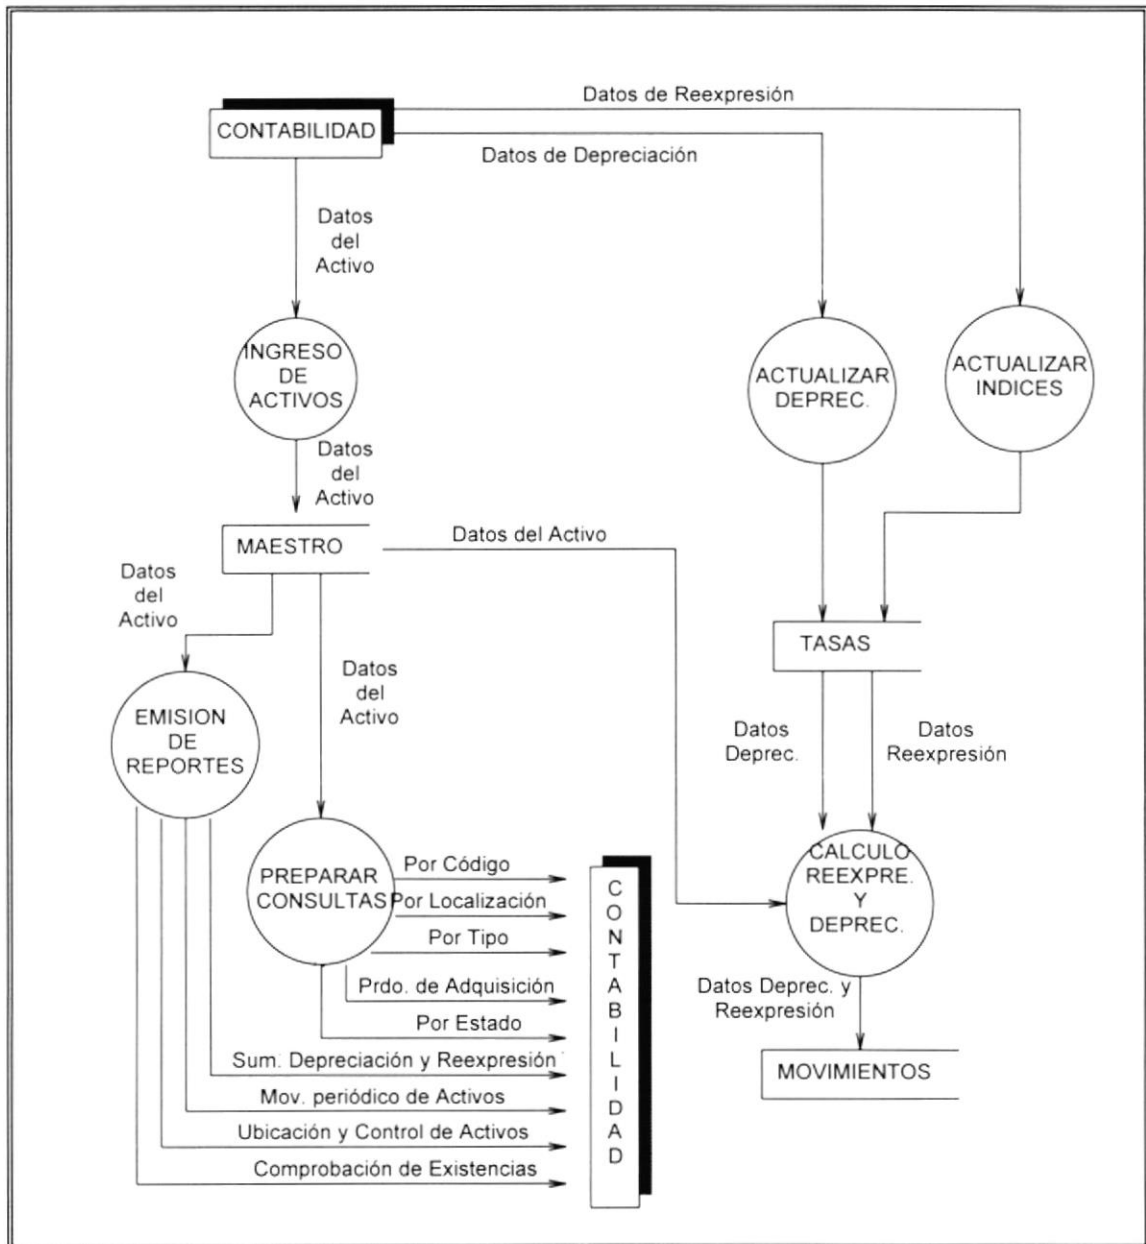 Datos de Reexpresión
CONTABILIDAD
Datos de Depreciación
Datos
del
Activo
INGRESO
DE
ACTIVOS
ACTUALIZAR
DEPREC.
ACTUALIZAR
INDICES
Datos
del
Activo
MAESTRO
Datos del Activo
Datos
del
Activo
TASAS
Datos
del
Activo
EMISION
DE
REPORTES
Datos
Deprec.
Datos
Reexpresión
PREPARAR
CONSULTAS
Por Código
Por Localización
Por Tipo
Prdo. de Adquisición
Por Estado
Sum. Depreciación y Reexpresión
Mov. periódico de Activos
Ubicación y Control de Activos
Comprobación de Existencias
CONTABILIDAD
CALCULO
REEXPRE.
Y
DEPREC.
Datos Deprec. y
Reexpresión
MOVIMIENTOS